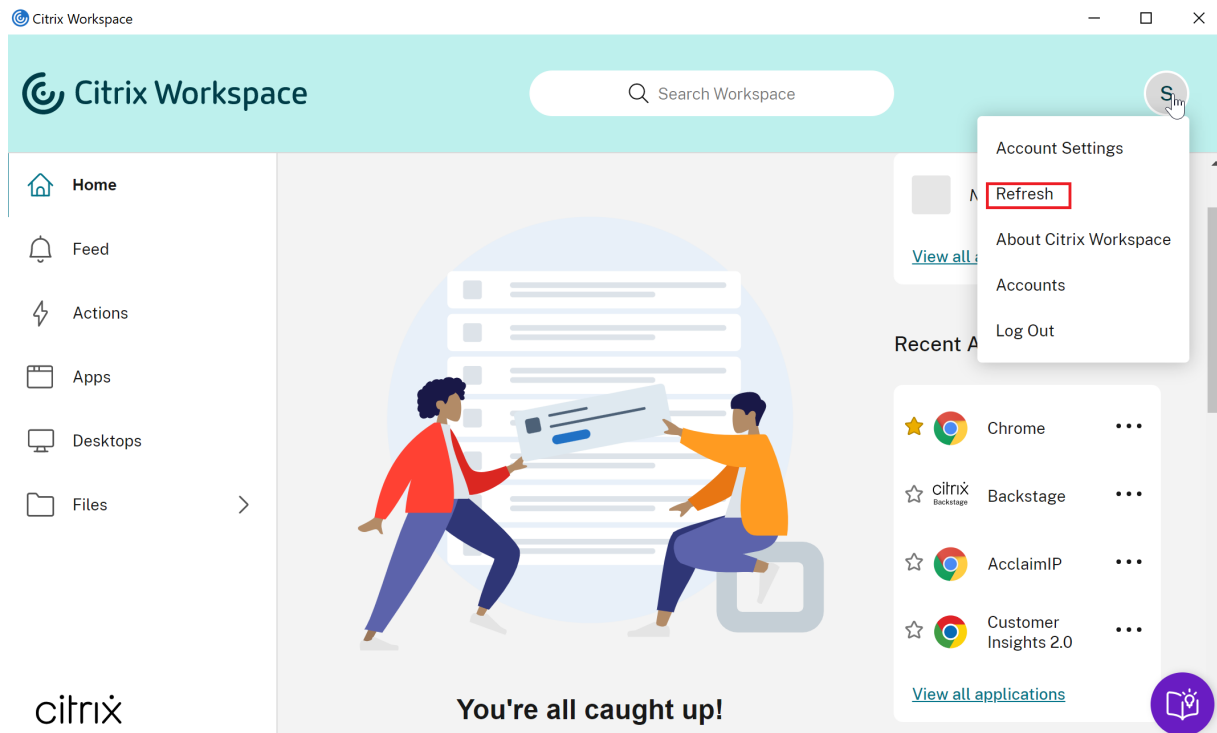 Citrix Workspace
Citrix Workspace
Search Workspace
S
Account Settings
Refresh
About Citrix Workspace
Accounts
Log Out
Home
Feed
Actions
Apps
Desktops
Files
citrix
View all
Recent A
Chrome
citrix
Backstage
Backstage
AcclaimIP
Customer
Insights 2.0
View all applications
You're all caught up!